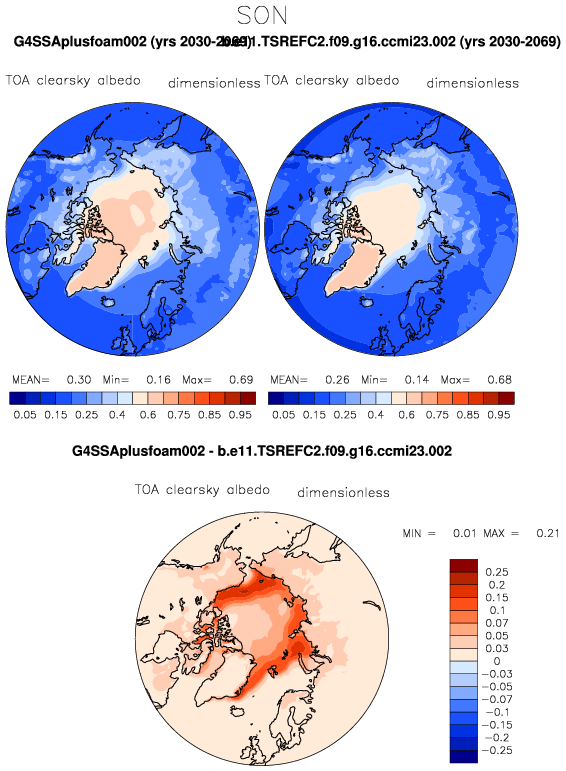 SON
G4SSAplusfoam002 (yrs 2030-2069) b.e11.TSREFC2.f09.g16.ccmi23.002 (yrs 2030-2069)
TOA clearsky albedo dimensionless TOA clearsky albedo dimensionless
MEAN= 0.30 Min= 0.16 Max= 0.69 MEAN= 0.26 Min= 0.14 Max= 0.68
0.05 0.15 0.25 0.4 0.6 0.75 0.85 0.95 0.05 0.15 0.25 0.4 0.6 0.75 0.85 0.95
G4SSAplusfoam002 - b.e11.TSREFC2.f09.g16.ccmi23.002
TOA clearsky albedo dimensionless
MIN = 0.01 MAX = 0.21
0.25
0.2
0.15
0.1
0.07
0.05
0.03
0
-0.03
-0.05
-0.07
-0.1
-0.15
-0.2
-0.25